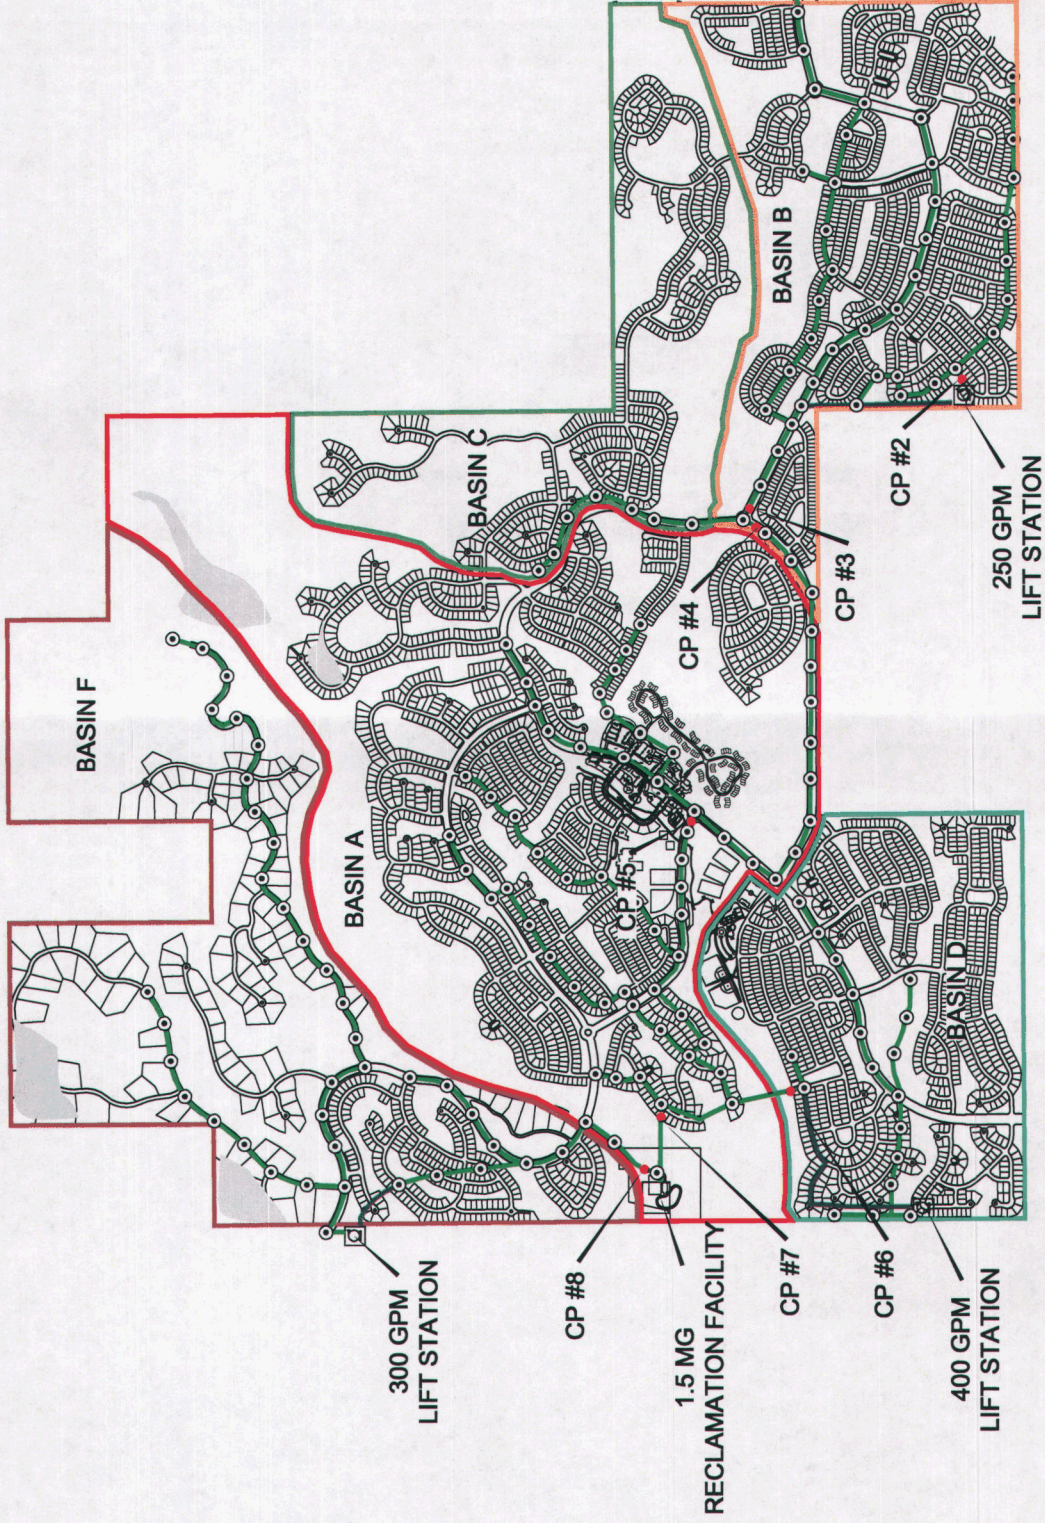 BASIN F
BASIN A
BASIN C
BASIN B
BASIN D
CP #2
CP #3
CP #4
CP #5
CP #6
CP #7
CP #8
250 GPM
LIFT STATION
300 GPM
LIFT STATION
400 GPM
LIFT STATION
1.5 MG
RECLAMATION FACILITY